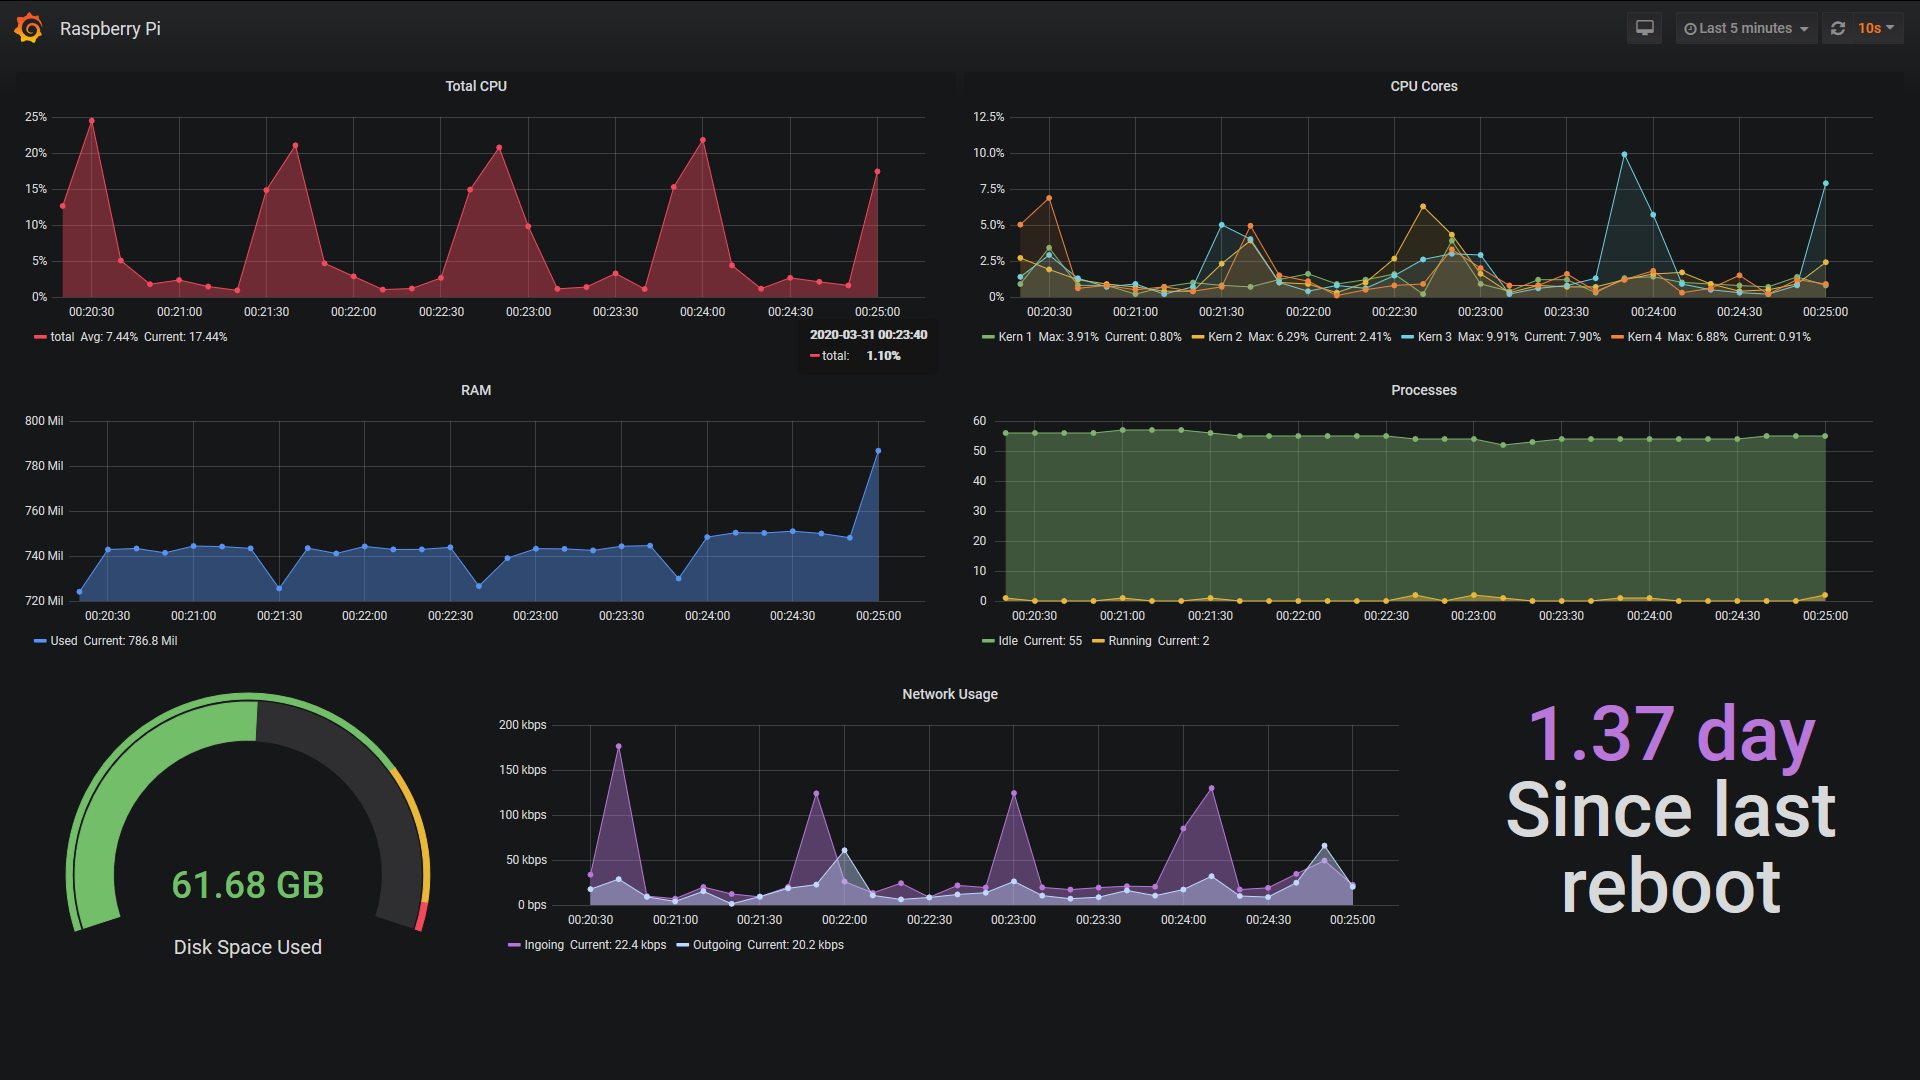 Raspberry Pi
Last 5 minutes
10s
Total CPU
25%
20%
15%
10%
5%
0%
00:20:30 00:21:00 00:21:30 00:22:00 00:22:30 00:23:00 00:23:30 00:24:00 00:24:30 00:25:00
total Avg: 7.44% Current: 17.44%
2020-03-31 00:23:40
total: 1.10%
CPU Cores
12.5%
10.0%
7.5%
5.0%
2.5%
0%
00:20:30 00:21:00 00:21:30 00:22:00 00:22:30 00:23:00 00:23:30 00:24:00 00:24:30 00:25:00
Kern 1 Max: 3.91% Current: 0.80% Kern 2 Max: 6.29% Current: 2.41% Kern 3 Max: 9.91% Current: 7.90% Kern 4 Max: 6.88% Current: 0.91%
RAM
800 Mil
780 Mil
760 Mil
740 Mil
720 Mil
00:20:30 00:21:00 00:21:30 00:22:00 00:22:30 00:23:00 00:23:30 00:24:00 00:24:30 00:25:00
Used Current: 786.8 Mil
Processes
60
50
40
30
20
10
0
00:20:30 00:21:00 00:21:30 00:22:00 00:22:30 00:23:00 00:23:30 00:24:00 00:24:30 00:25:00
Idle Current: 55 Running Current: 2
61.68 GB
Disk Space Used
Network Usage
200 kbps
150 kbps
100 kbps
50 kbps
0 bps
00:20:30 00:21:00 00:21:30 00:22:00 00:22:30 00:23:00 00:23:30 00:24:00 00:24:30 00:25:00
Ingoing Current: 22.4 kbps Outgoing Current: 20.2 kbps
1.37 day
Since last
reboot